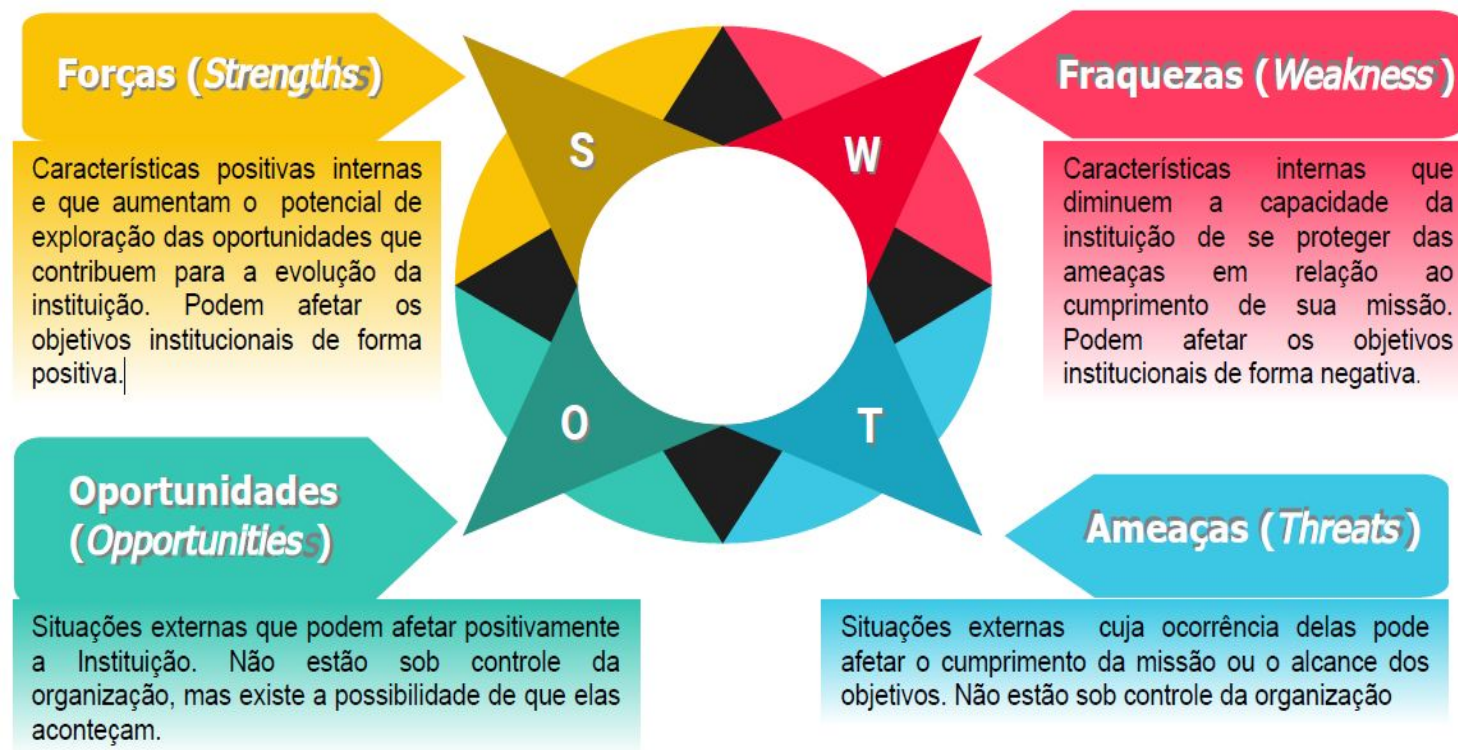 Forças (Strengths)
Características positivas internas
e que aumentam o potencial de
exploração das oportunidades que
contribuem para a evolução da
instituição. Podem afetar os
objetivos institucionais de forma
positiva.
S
W
O
T
Fraquezas (Weakness)
Características internas que
diminuem a capacidade da
instituição de se proteger das
ameaças em relação ao
cumprimento de sua missão.
Podem afetar os objetivos
institucionais de forma negativa.
Oportunidades
(Opportunities)
Situações externas que podem afetar positivamente
a Instituição. Não estão sob controle da
organização, mas existe a possibilidade de que elas
aconteçam.
Ameaças (Threats)
Situações externas cuja ocorrência delas pode
afetar o cumprimento da missão ou o alcance dos
objetivos. Não estão sob controle da organização